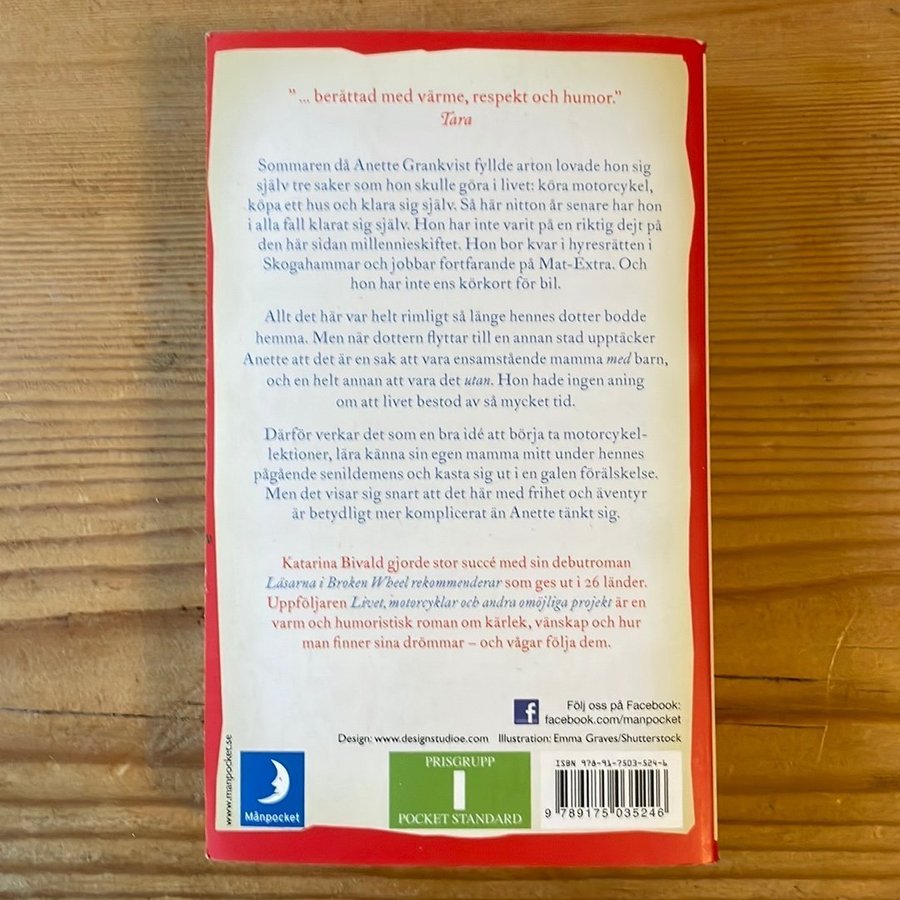 " ... berättad med värme, respekt och humor."
Tara
Sommaren då Anette Grankvist fyllde arton lovade hon sig
själv tre saker som hon skulle göra i livet: köra motorcykel,
köpa ett hus och klara sig själv. Så här nitton år senare har hon
i alla fall klarat sig själv. Hon har inte varit på en riktig dejt på
den här sidan millennieskiftet. Hon bor kvar i hyresrätten i
Skogahammar och jobbar fortfarande på Mat-Extra. Och
hon har inte ens körkort för bil.
Allt det här var helt rimligt så länge hennes dotter bodde
hemma. Men när dottern flyttar till en annan stad upptäcker
Anette att det är en sak att vara ensamstående mamma med barn,
och en helt annan att vara det utan. Hon hade ingen aning
om att livet bestod av så mycket tid.
Därför verkar det som en bra idé att börja ta motorcykel-
lektioner, lära känna sin egen mamma mitt under hennes
pågående senildemens och kasta sig ut i en galen förälskelse.
Men det visar sig snart att det här med frihet och äventyr
är betydligt mer komplicerat än Anette tänkt sig.
Katarina Bivald gjorde stor succé med sin debutroman
Läsarna i Broken Wheel rekommenderar som ges ut i 26 länder.
Uppföljaren Livet, motorcyklar och andra omöjliga projekt är en
varm och humoristisk roman om kärlek, vänskap och hur
man finner sina drömmar – och vågar följa dem.
f
Följ oss på Facebook:
facebook.com/manpocket
Design: www.designstudioe.com Illustration: Emma Graves/Shutterstock
www.manpocket.se
Månpocket
PRISGRUPP
1
POCKET STANDARD
ISBN 978-91-7503-524-6
9 789175 035246